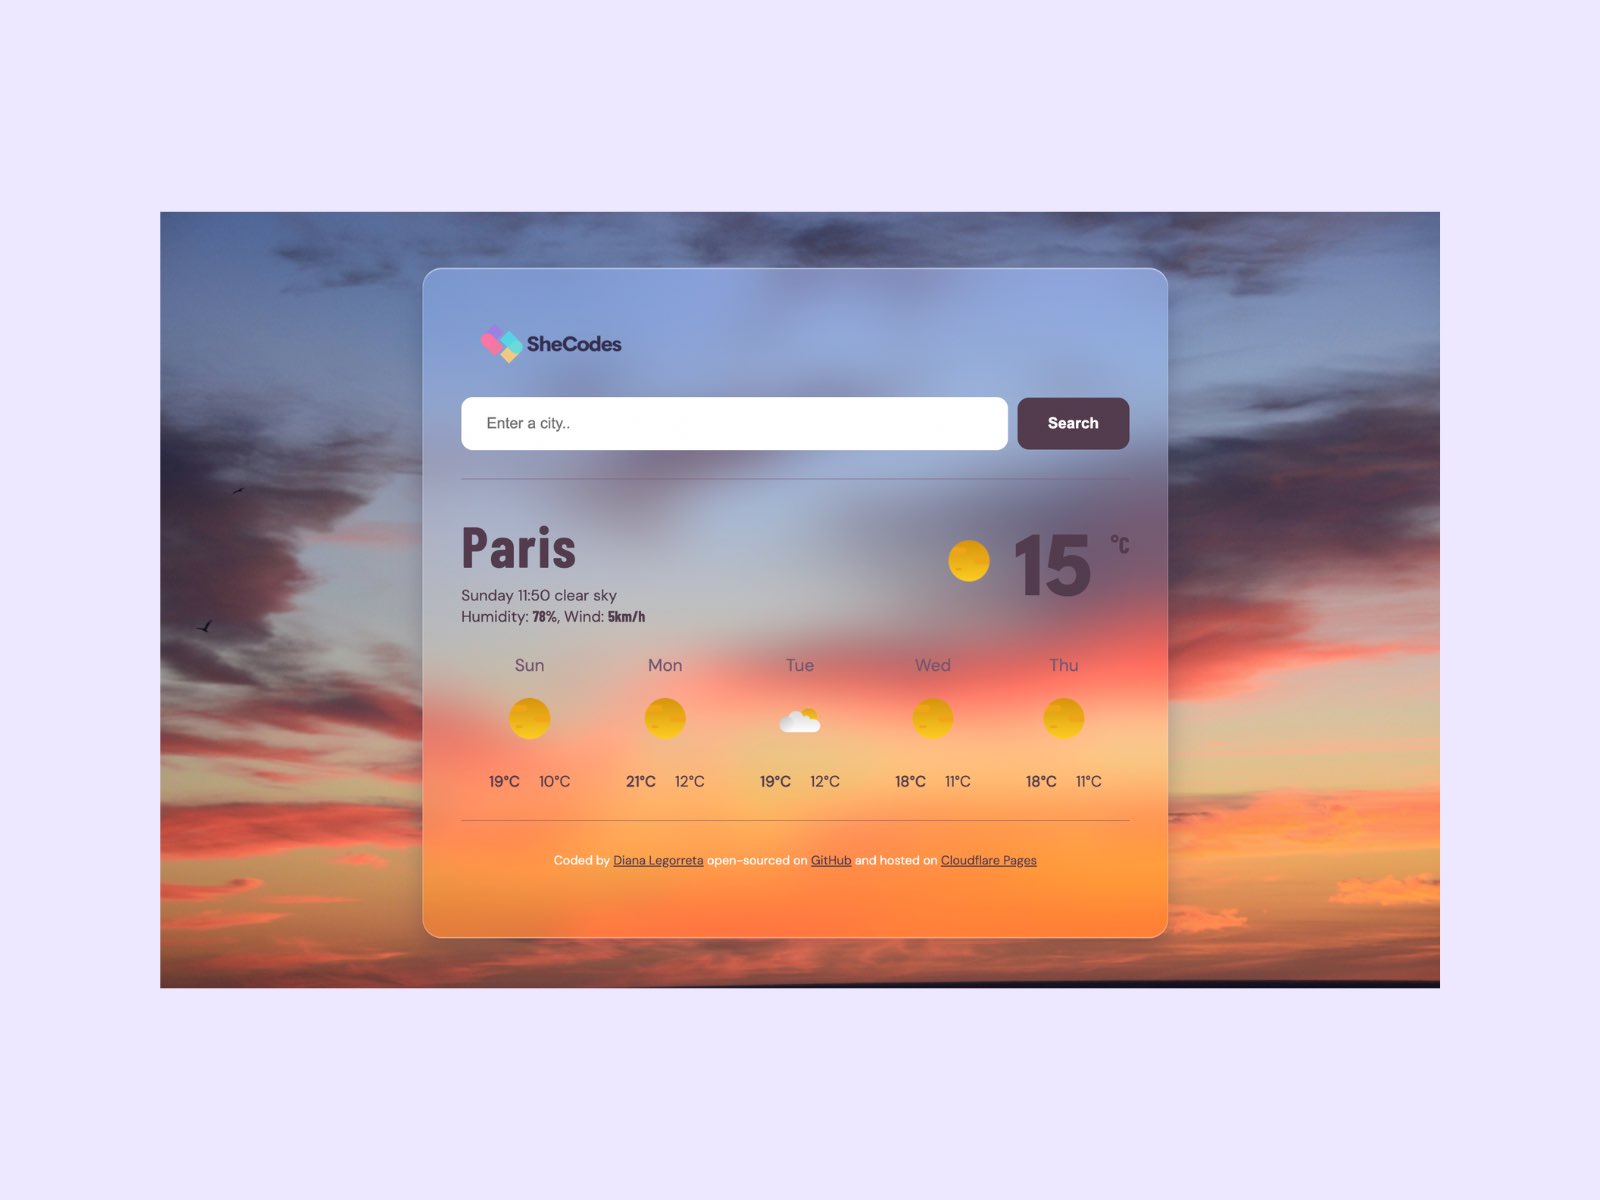 SheCodes
Enter a city..
Search
Paris
15 °C
Sunday 11:50 clear sky
Humidity: 78%, Wind: 5km/h
Sun Mon Tue Wed Thu
19°C 10°C 21°C 12°C 19°C 12°C 18°C 11°C 18°C 11°C
Coded by Diana Legorreta open-sourced on GitHub and hosted on Cloudflare Pages